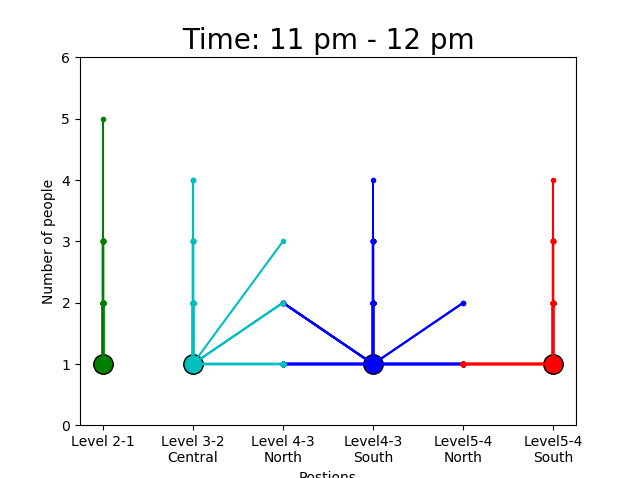 Time: 11 pm - 12 pm
Number of people
6
5
4
3
2
1
0
Level 2-1
Level 3-2
Central
Level 4-3
North
Level4-3
South
Level5-4
North
Level5-4
South
Postions